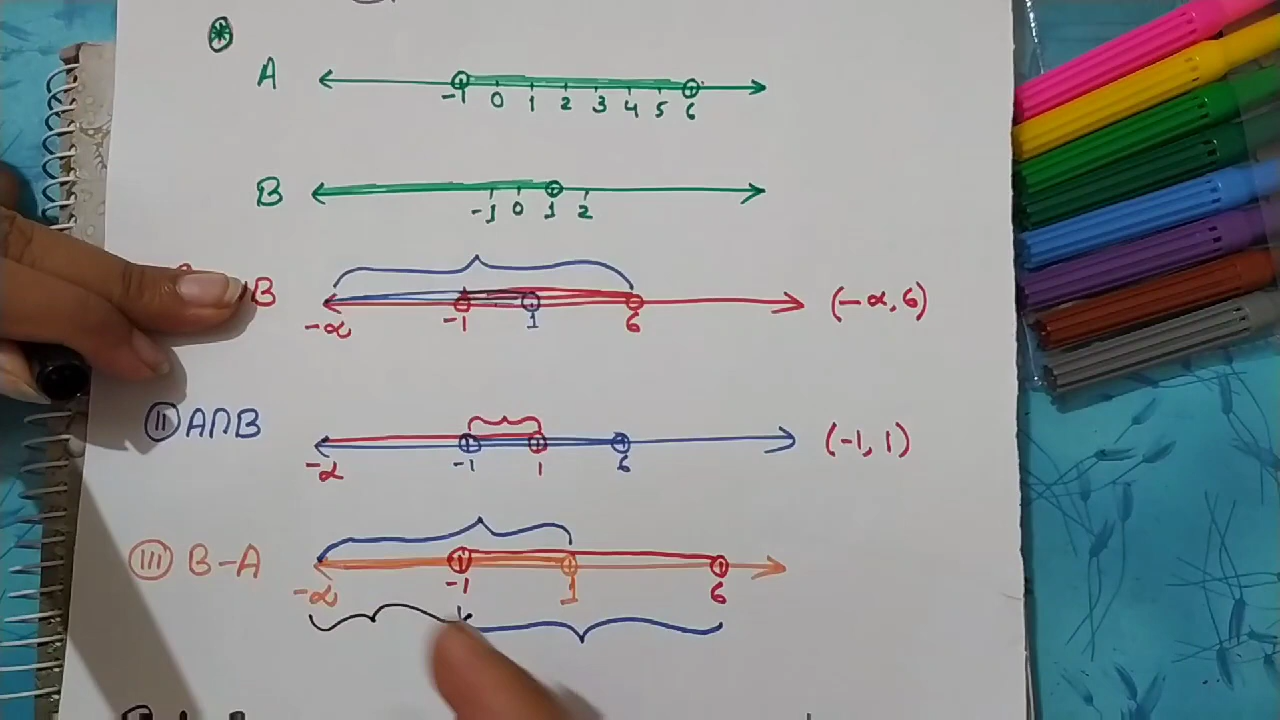 A
-1 0 1 2 3 4 5 6
B
-1 0 1 2
B (-α, 6)
-α -1 1 6
II A∩B (-1, 1)
-α -1 1 6
III B-A
-α -1 1 6